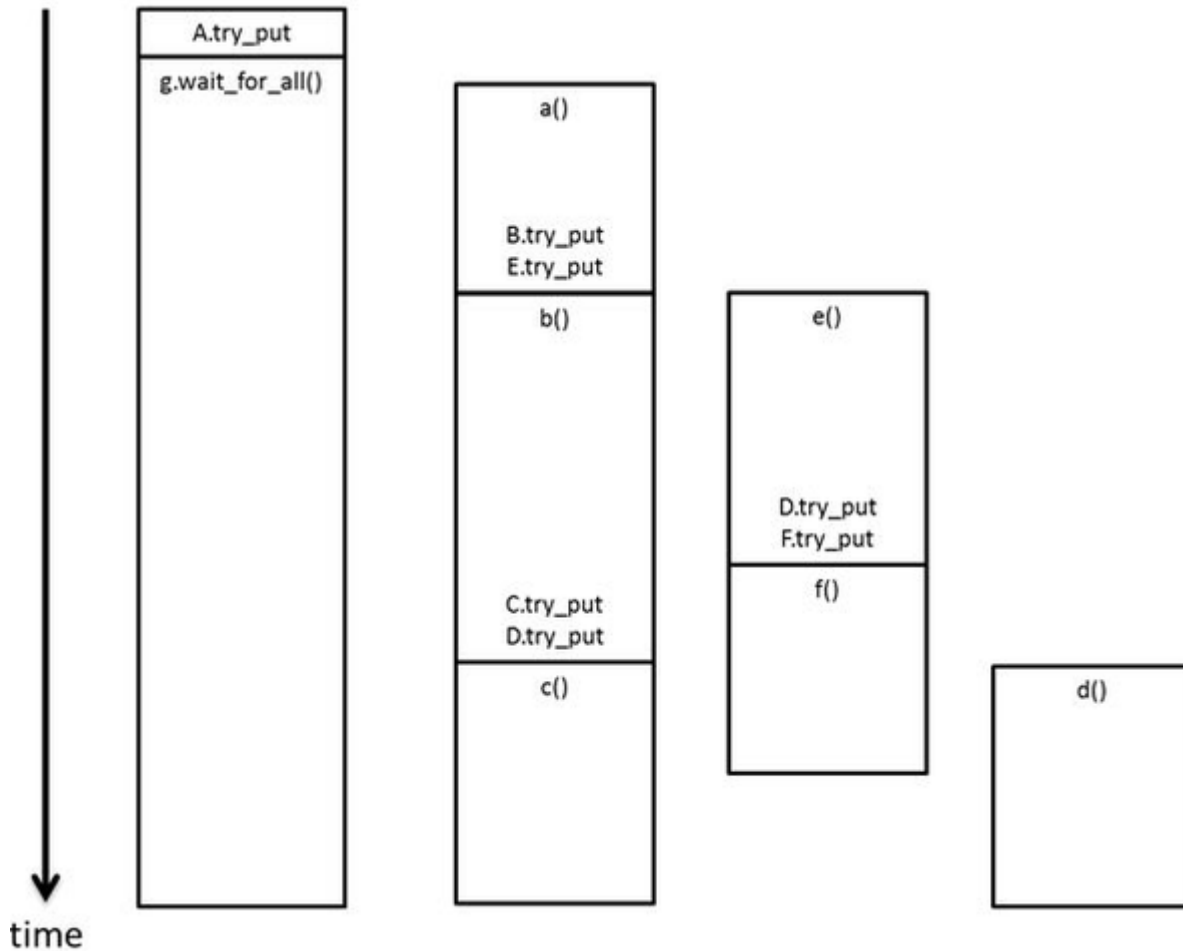 A.try_put
g.wait_for_all()
a()
B.try_put
E.try_put
b()
C.try_put
D.try_put
c()
e()
D.try_put
F.try_put
f()
d()
time